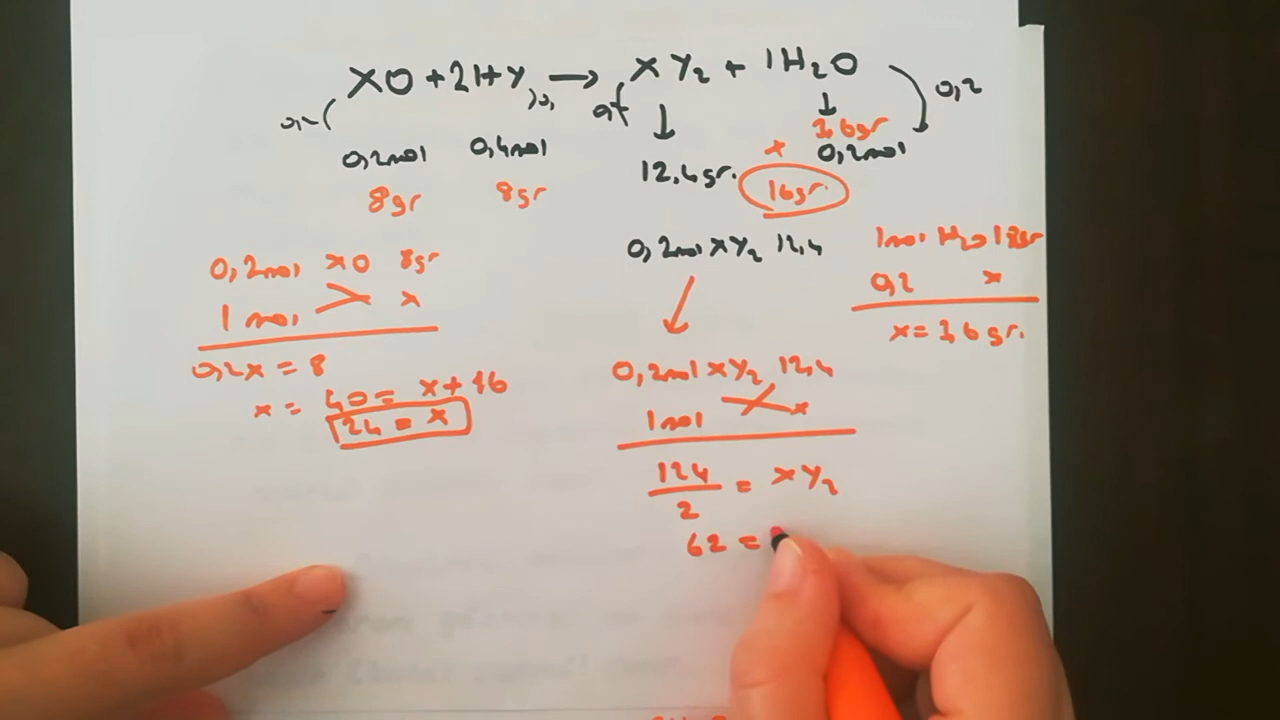 XO + 2HY → XY₂ + 1H₂O
0,2
3,6gr
0,2mol 0,4mol 12,4gr. + 0,2mol
8gr 8gr 16gr.
0,2mol XY₂ 12,4
1mol H₂O 18gr
0,2 x
x = 3,6gr.
0,2mol XO 8gr
1 mol x
0,2x = 8
x = 40 = x + 16
24 = x
0,2mol XY₂ 12,4
1mol x
124
2
= XY₂
62 =